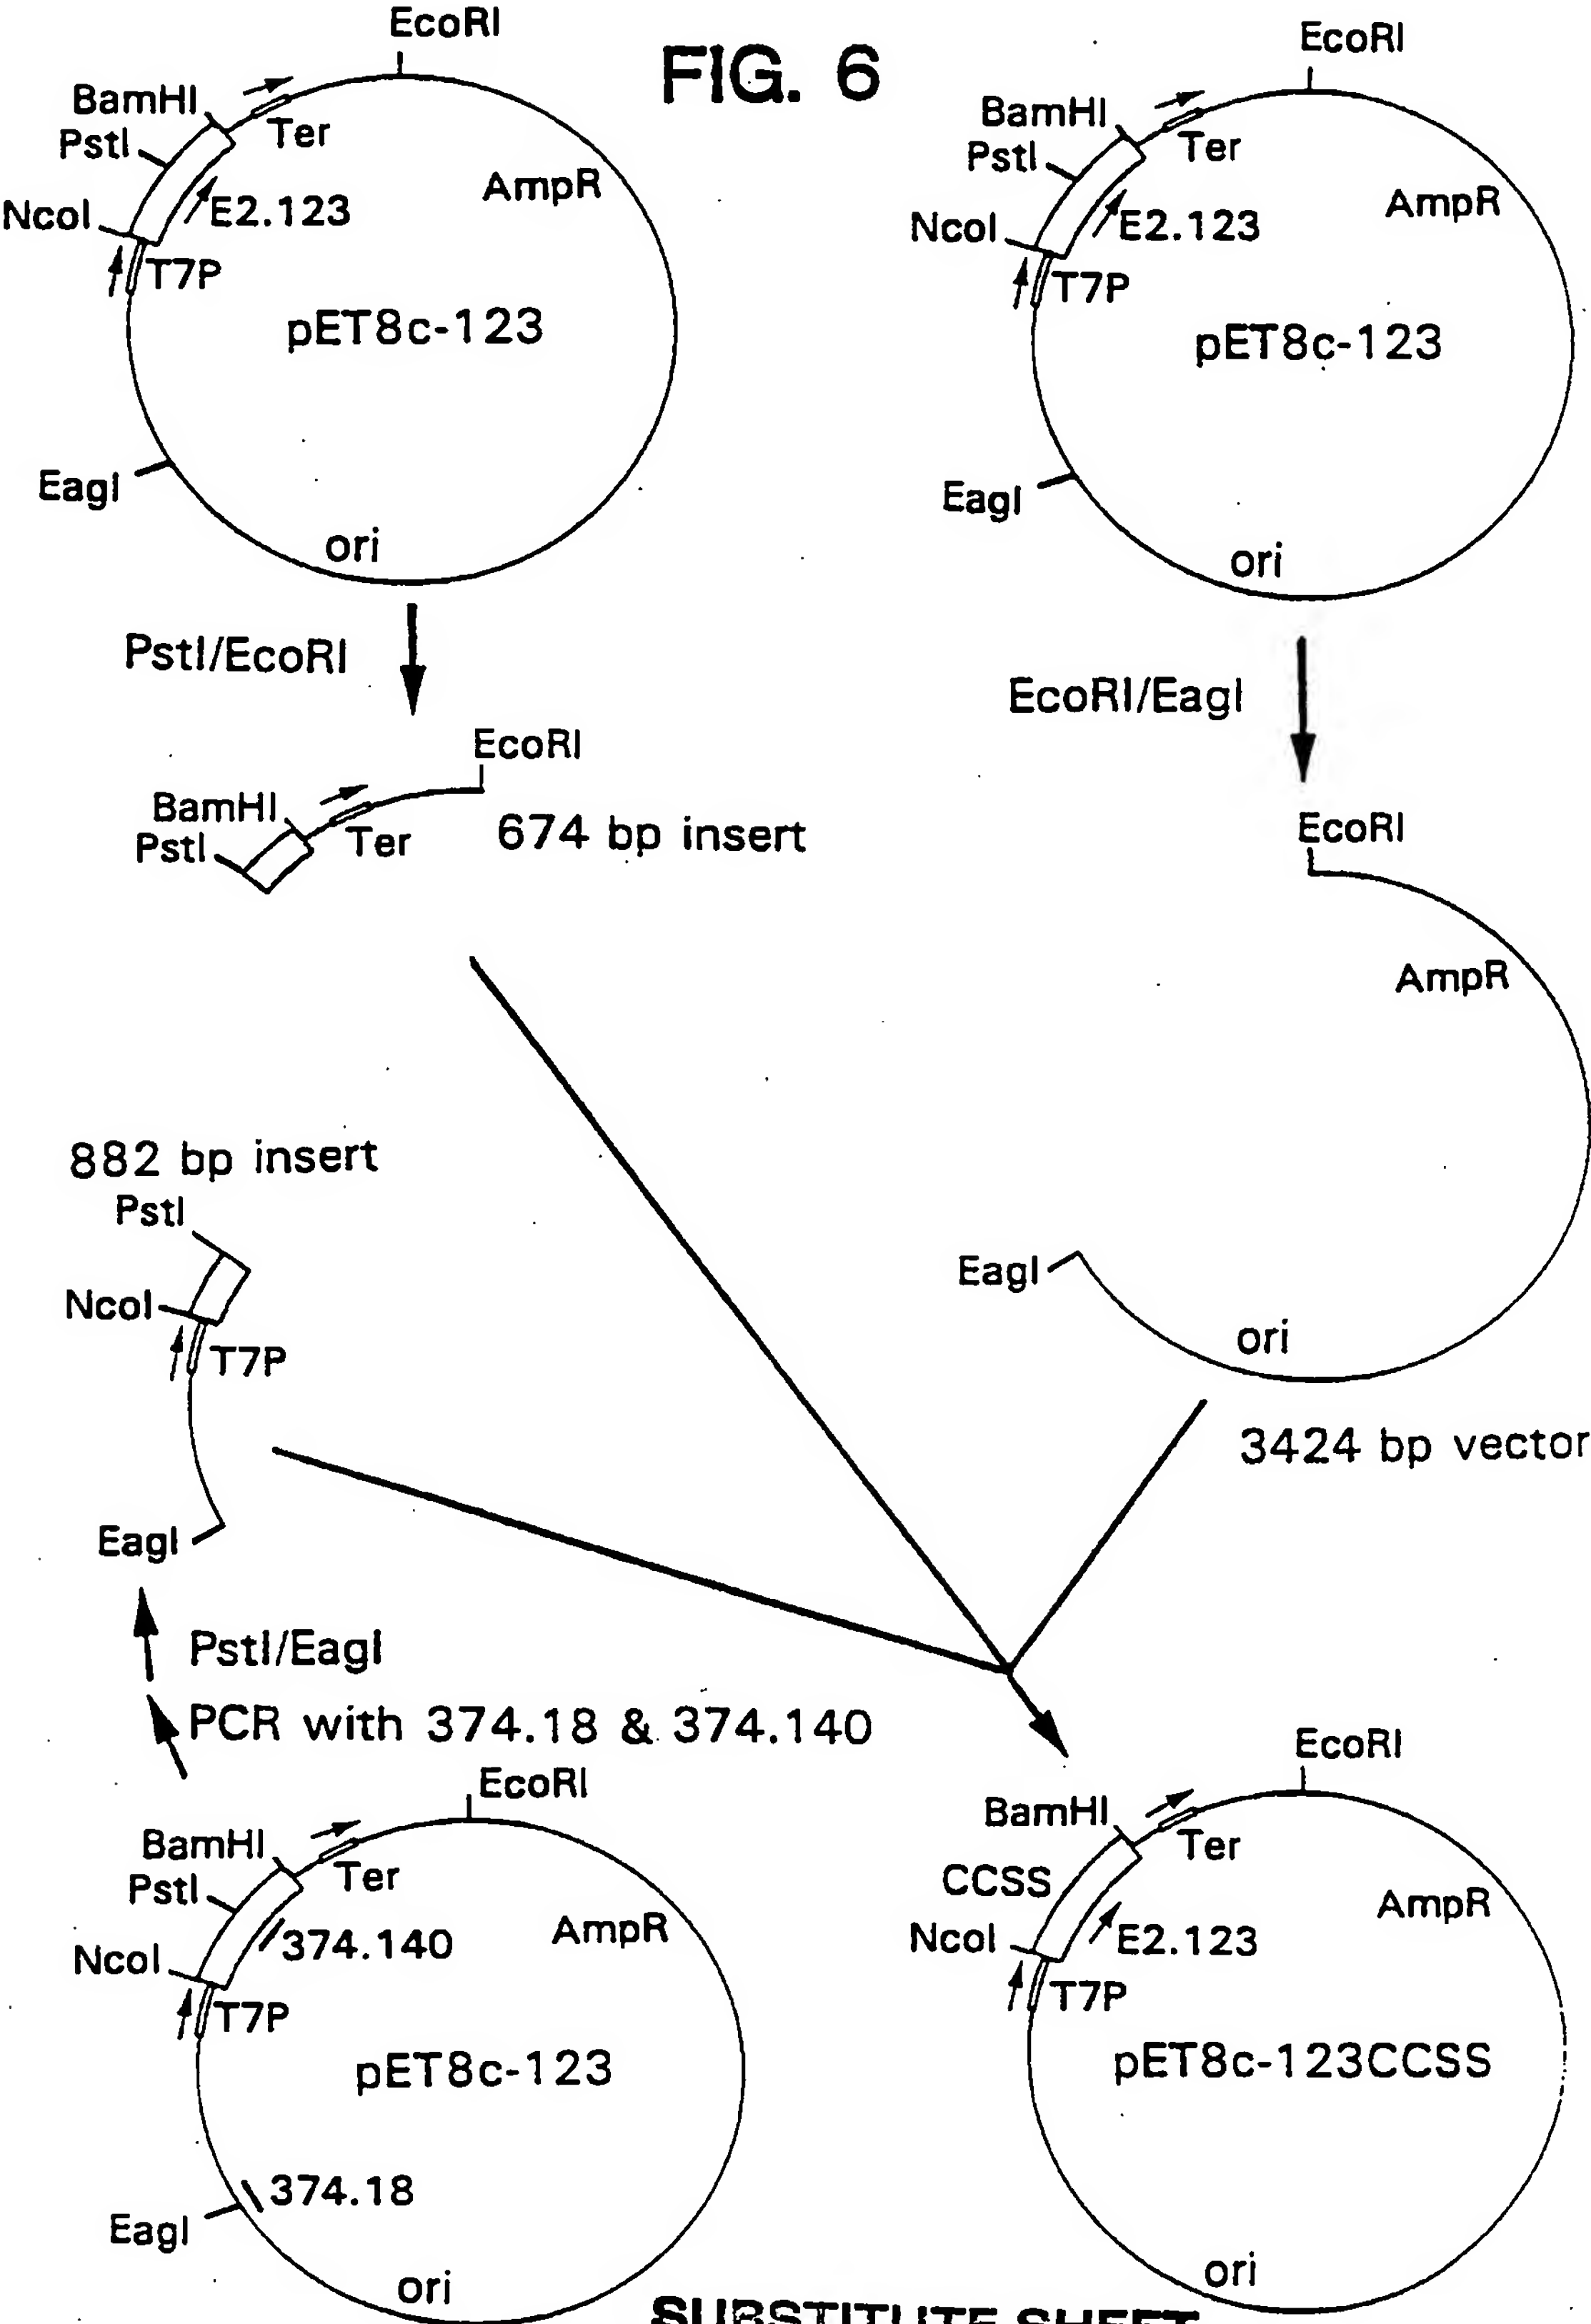 FIG. 6
EcoRI
BamHI
PstI
Ter
AmpR
NcoI
E2.123
T7P
pET8c-123
EagI
ori
EcoRI
BamHI
PstI
Ter
AmpR
NcoI
E2.123
T7P
pET8c-123
EagI
ori
PstI/EcoRI
EcoRI/EagI
EcoRI
BamHI
PstI
Ter
674 bp insert
EcoRI
AmpR
EagI
ori
3424 bp vector
882 bp insert
PstI
NcoI
T7P
EagI
PstI/EagI
PCR with 374.18 & 374.140
EcoRI
BamHI
Ter
PstI
AmpR
374.140
NcoI
T7P
pET8c-123
374.18
EagI
ori
EcoRI
BamHI
Ter
CCSS
AmpR
NcoI
E2.123
T7P
pET8c-123CCSS
ori
SUBSTITUTE SHEET